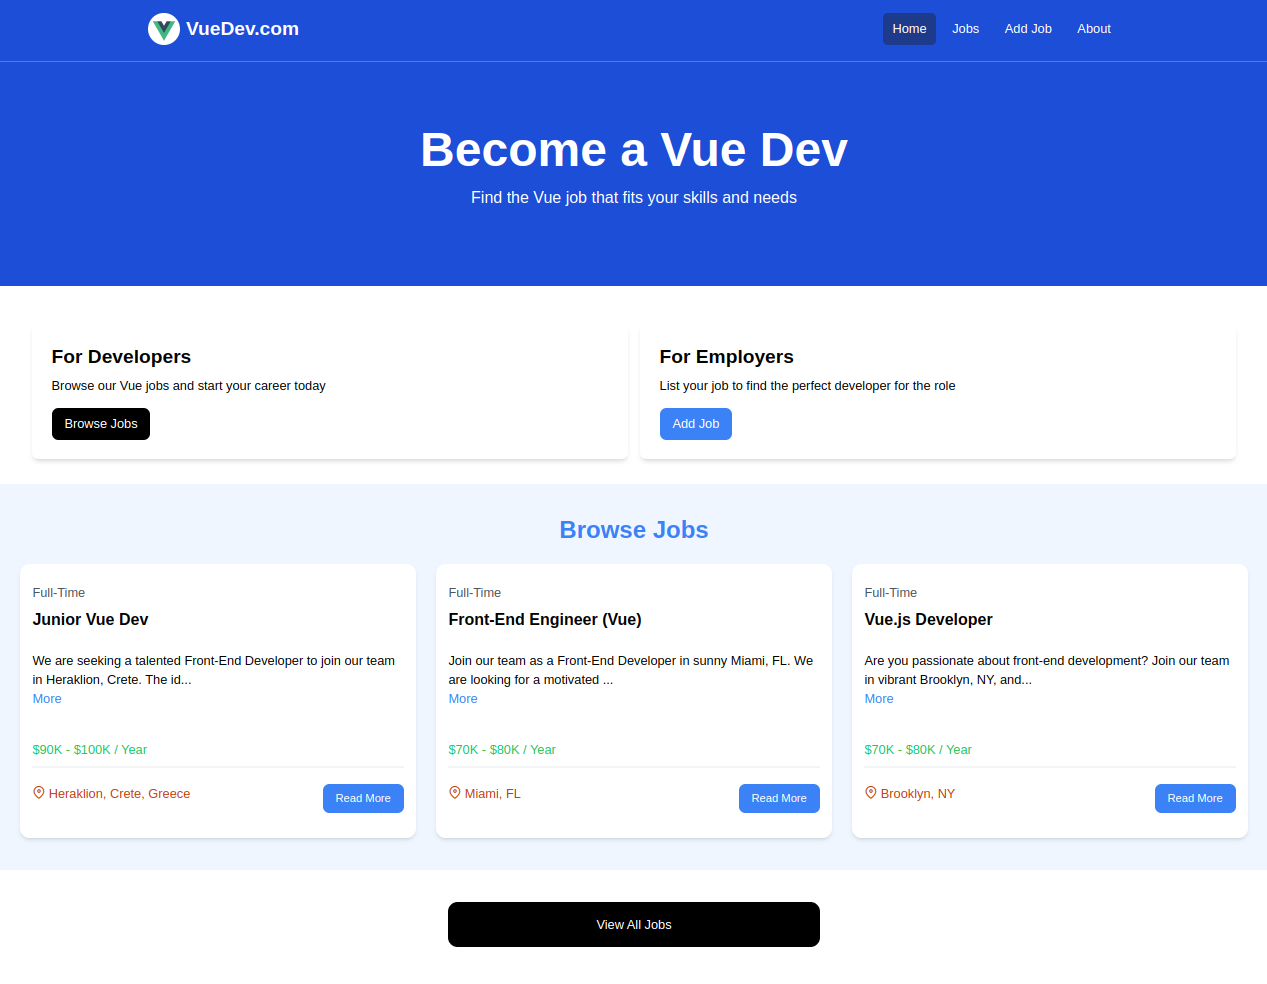 VueDev.com
Home
Jobs
Add Job
About
Become a Vue Dev
Find the Vue job that fits your skills and needs
For Developers
Browse our Vue jobs and start your career today
Browse Jobs
For Employers
List your job to find the perfect developer for the role
Add Job
Browse Jobs
Full-Time
Junior Vue Dev
We are seeking a talented Front-End Developer to join our team
in Heraklion, Crete. The id...
More
$90K - $100K / Year
Heraklion, Crete, Greece
Read More
Full-Time
Front-End Engineer (Vue)
Join our team as a Front-End Developer in sunny Miami, FL. We
are looking for a motivated ...
More
$70K - $80K / Year
Miami, FL
Read More
Full-Time
Vue.js Developer
Are you passionate about front-end development? Join our team
in vibrant Brooklyn, NY, and...
More
$70K - $80K / Year
Brooklyn, NY
Read More
View All Jobs